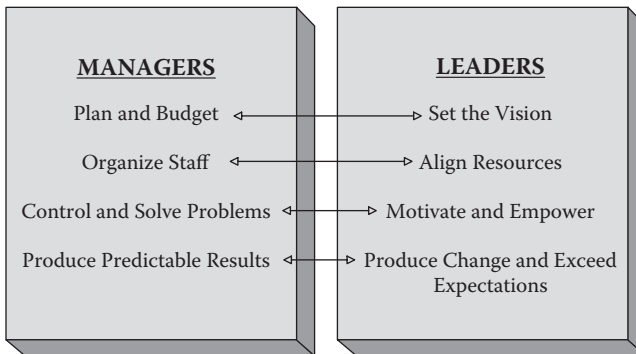 MANAGERS
Plan and Budget
Organize Staff
Control and Solve Problems
Produce Predictable Results
LEADERS
Set the Vision
Align Resources
Motivate and Empower
Produce Change and Exceed
Expectations